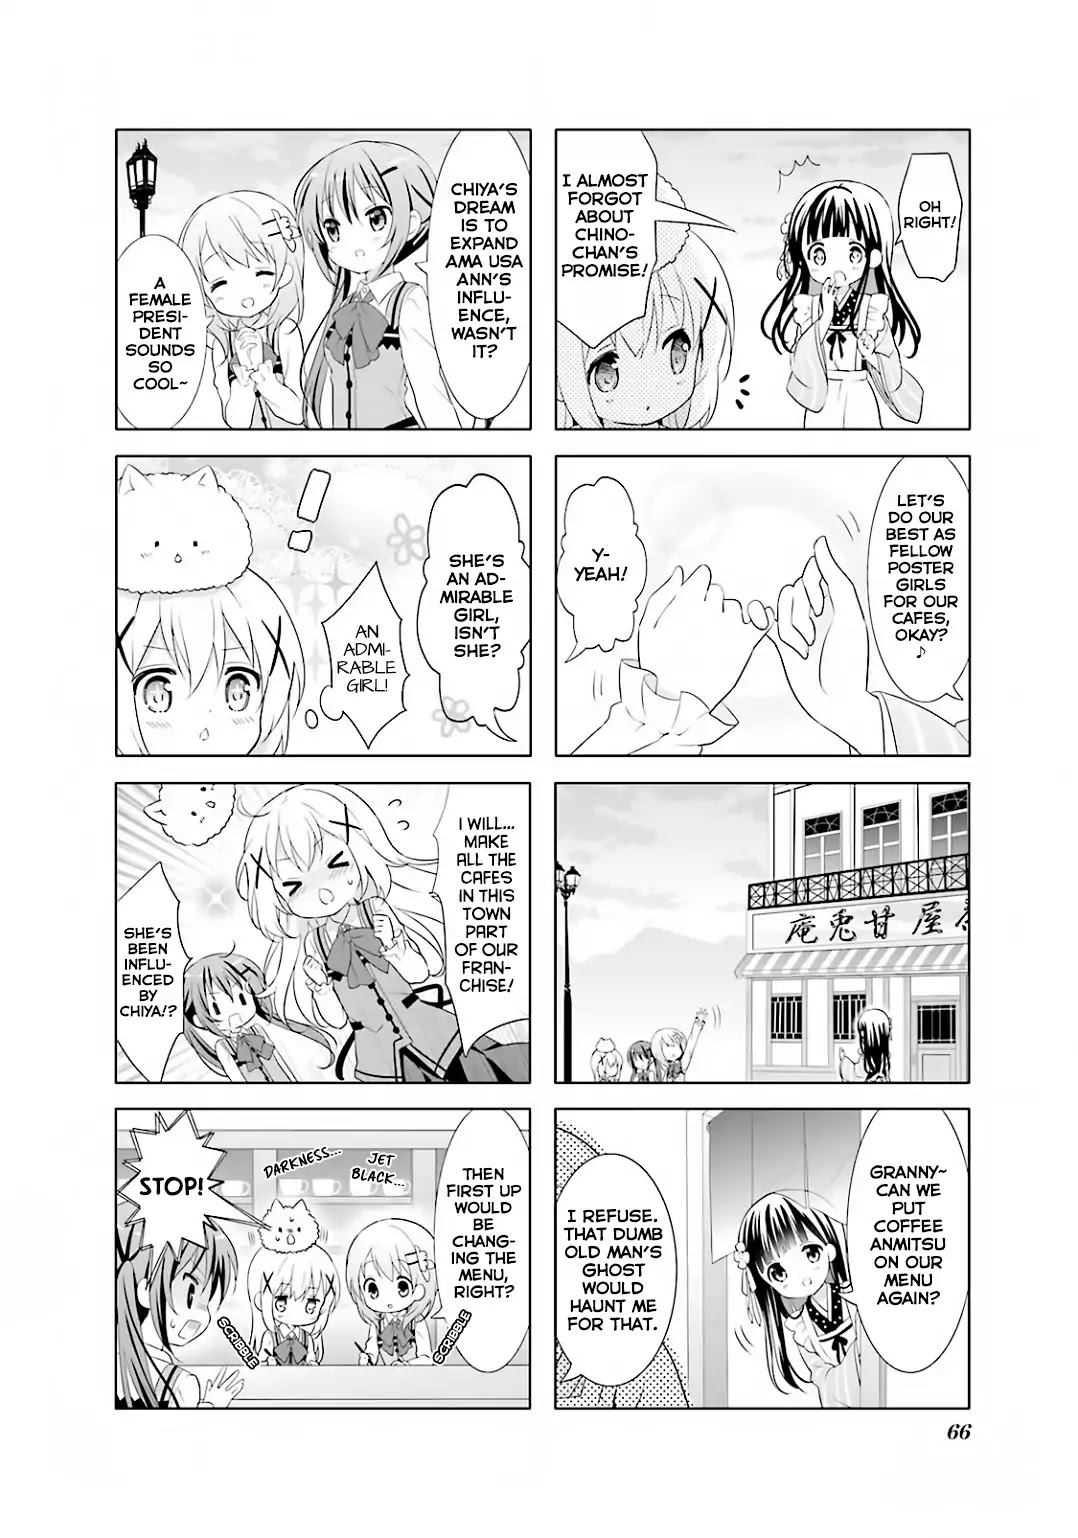 OH
RIGHT!
I ALMOST
FORGOT
ABOUT
CHINO-
CHAN'S
PROMISE!
LET'S
DO OUR
BEST AS
FELLOW
POSTER
GIRLS
FOR OUR
CAFES,
OKAY?
♪
Y-
YEAH!
庵兎甘屋茶
GRANNY~
CAN WE
PUT
COFFEE
ANMITSU
ON OUR
MENU
AGAIN?
I REFUSE.
THAT DUMB
OLD MAN'S
GHOST
WOULD
HAUNT ME
FOR THAT.
CHIYA'S
DREAM
IS TO
EXPAND
AMA USA
ANN'S
INFLU-
ENCE,
WASN'T
IT?
A
FEMALE
PRESI-
DENT
SOUNDS
SO
COOL~
SHE'S
AN AD-
MIRABLE
GIRL,
ISN'T
SHE?
!
AN
ADMI-
RABLE
GIRL!
I WILL...
MAKE
ALL THE
CAFES
IN THIS
TOWN
PART
OF OUR
FRAN-
CHISE!
SHE'S
BEEN
INFLU-
ENCED
BY
CHIYA!?
THEN
FIRST UP
WOULD
BE
CHANG-
ING THE
MENU,
RIGHT?
JET
BLACK...
DARKNESS...
SCRIBBLE
SCRIBBLE
STOP!
66